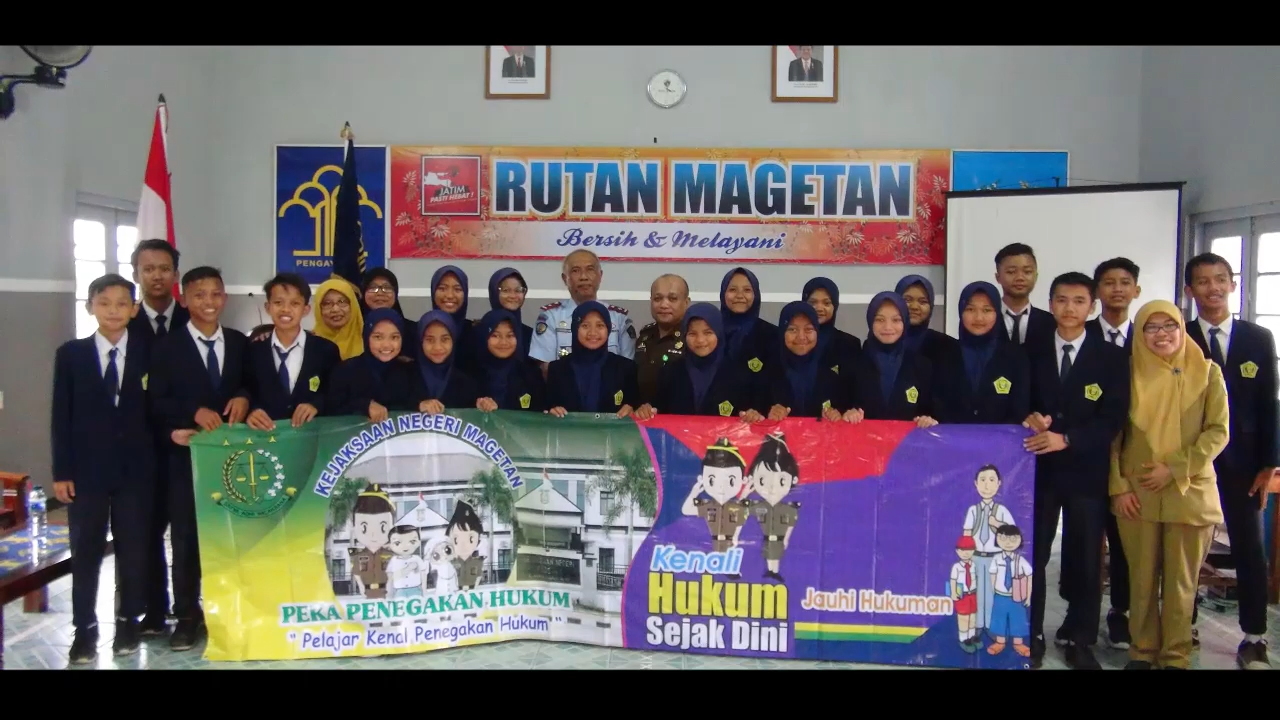 JATIM
PASTI HEBAT !
RUTAN MAGETAN
Bersih & Melayani
PENGAY
KEJAKSAAN NEGERI MAGETAN
PEKA PENEGAKAN HUKUM
" Pelajar Kenal Penegakan Hukum "
Kenali
Hukum
Sejak Dini
Jauhi Hukuman